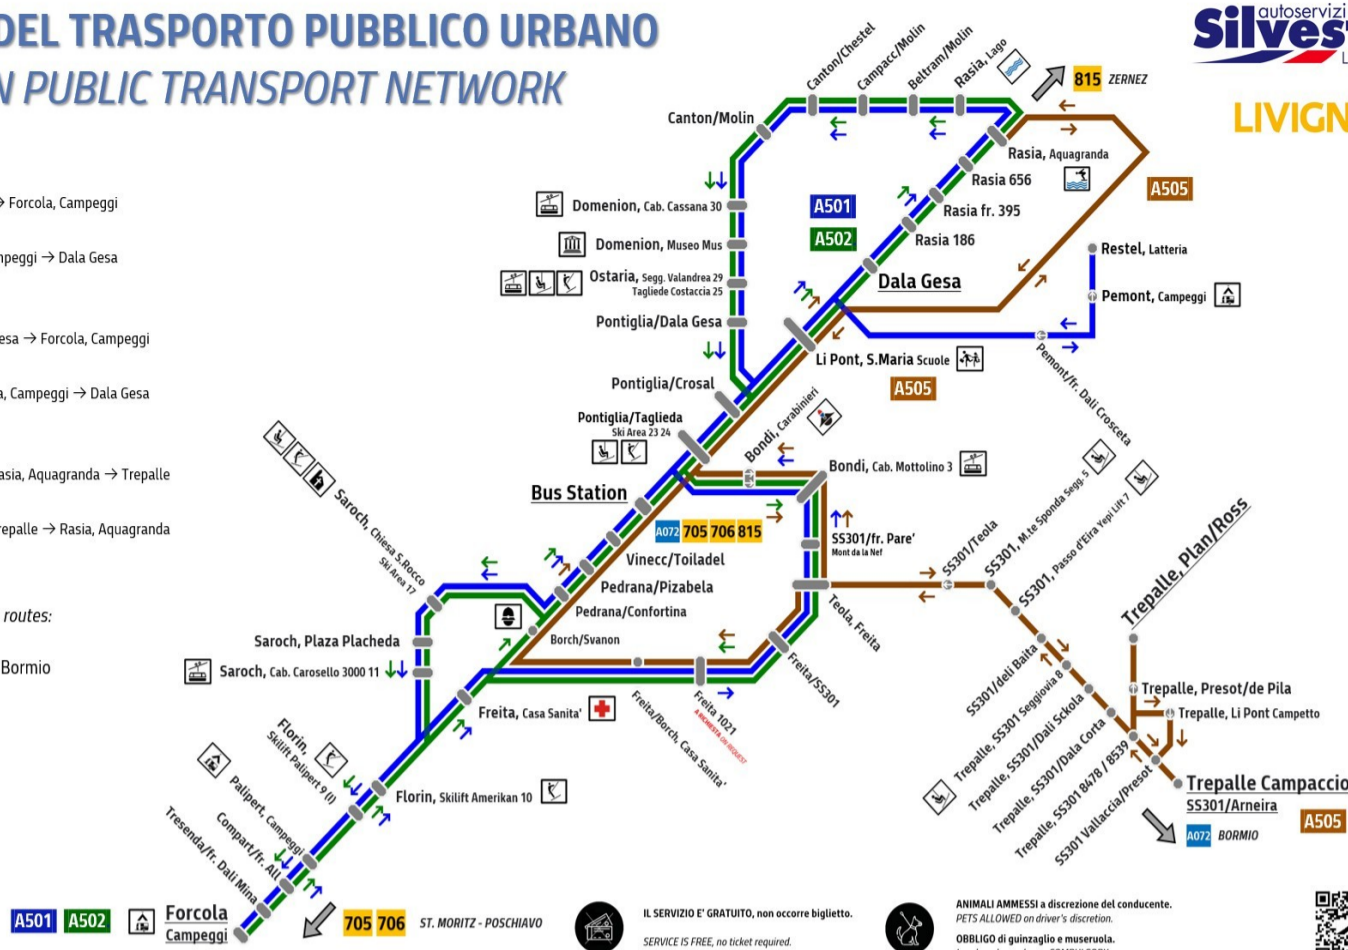 DEL TRASPORTO PUBBLICO URBANO
N PUBLIC TRANSPORT NETWORK
autoservizi
Silvest
LIVIGN
→ Forcola, Campeggi
mpeggi → Dala Gesa
esa → Forcola, Campeggi
a, Campeggi → Dala Gesa
Rasia, Aquagranda → Trepalle
repalle → Rasia, Aquagranda
routes:
Bormio
Canton/Chestel
Campacc/Molin
Beltram/Molin
Rasia, Lago
815 ZERNEZ
Canton/Molin
Rasia, Aquagranda
Rasia 656
Rasia fr. 395
Rasia 186
A505
A501
A502
Domenion, Cab. Cassana 30
Domenion, Museo Mus
Ostaria, Segg. Valandrea 29
Tagliede Costaccia 25
Pontiglia/Dala Gesa
Dala Gesa
Restel, Latteria
Pemont, Campeggi
Pemont/fr. Dali Crosceta
Li Pont, S.Maria Scuole
A505
Pontiglia/Crosal
Pontiglia/Taglieda
Ski Area 23 24
Bondi, Carabinieri
Bondi, Cab. Mottolino 3
Bus Station
A072 705 706 815
SS301/fr. Pare'
Mont da la Nef
Vinecc/Toiladel
Pedrana/Pizabela
Pedrana/Confortina
Borch/Svanon
Teola, Freita
SS301/Teola
SS301, M.te Sponda Segg. 5
SS301, Passo d'Eira Yepi Lift 7
Trepalle, Plan/Ross
Saroch, Chiesa S.Rocco
Ski Area 17
Saroch, Plaza Placheda
Saroch, Cab. Carosello 3000 11
Freita, Casa Sanita'
Freita/Borch, Casa Sanita'
Freita 1021
A RICHIESTA ON REQUEST
Freita/SS301
SS301/deli Baita
Trepalle, SS301 Seggiovia 8
Trepalle, SS301/Dali Sckola
Trepalle, SS301/Dala Corta
Trepalle, SS301 8478 / 8539
SS301 Vallaccia/Presot
Trepalle, Presot/de Pila
Trepalle, Li Pont Campetto
Trepalle Campaccio
SS301/Arneira
A505
A072 BORMIO
Florin,
Skilift Palipert 9 (I)
Florin, Skilift Amerikan 10
Palipert, Campeggi
Compart/fr. All
Tresenda/fr. Dali Mina
A501 A502
Forcola
Campeggi
705 706 ST. MORITZ - POSCHIAVO
IL SERVIZIO E' GRATUITO, non occorre biglietto.
SERVICE IS FREE, no ticket required.
ANIMALI AMMESSI a discrezione del conducente.
PETS ALLOWED on driver's discretion.
OBBLIGO di guinzaglio e museruola.